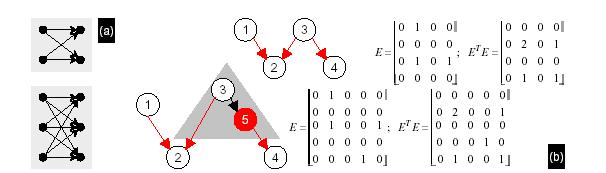 (a)
1 3
2 4
E =
0 1 0 0
0 0 0 0
0 1 0 1
0 0 0 0
; EᵀE =
0 0 0 0
0 2 0 1
0 0 0 0
0 1 0 1
3
1
5
2 4
E =
0 1 0 0 0
0 0 0 0 0
0 1 0 0 1
0 0 0 0 0
0 0 0 1 0
; EᵀE =
0 0 0 0 0
0 2 0 0 1
0 0 0 0 0
0 0 0 1 0
0 1 0 0 1
(b)